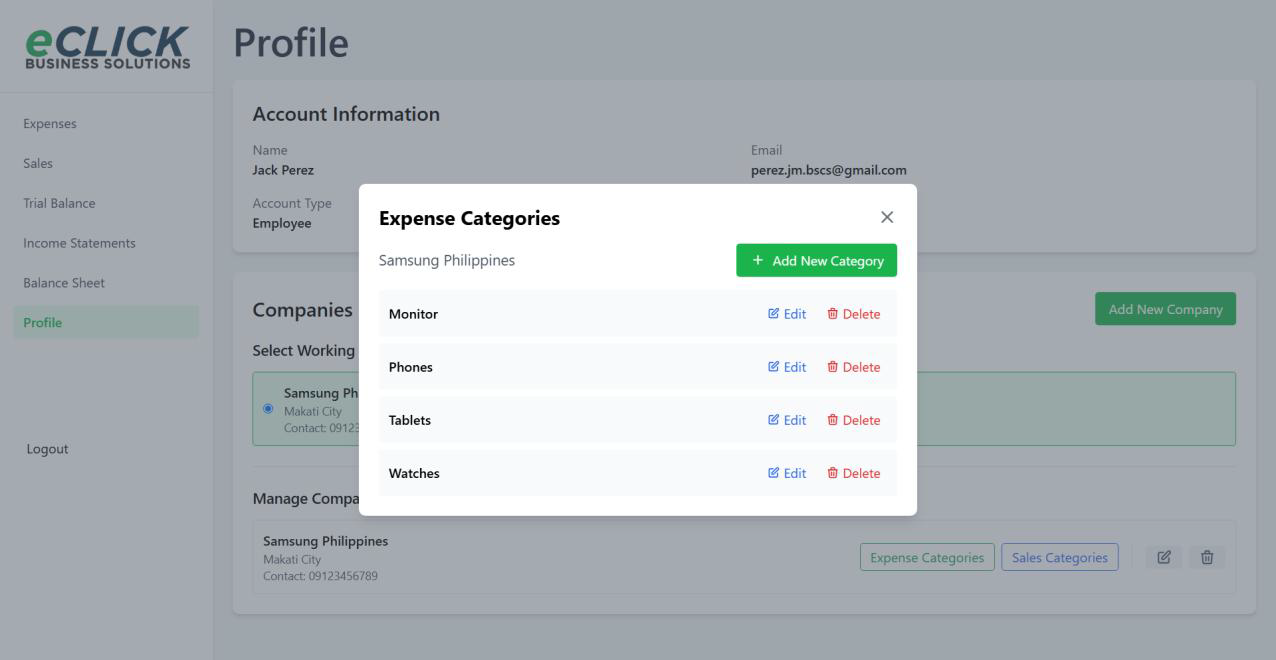 eCLICK
BUSINESS SOLUTIONS
Expenses
Sales
Trial Balance
Income Statements
Balance Sheet
Profile
Logout
Profile
Account Information
Name
Jack Perez
Email
perez.jm.bscs@gmail.com
Account Type
Employee
Companies
Add New Company
Select Working
Samsung Ph
Makati City
Contact: 09123
Manage Compa
Samsung Philippines
Makati City
Contact: 09123456789
Expense Categories
Sales Categories
Expense Categories
Samsung Philippines
+ Add New Category
Monitor Edit Delete
Phones Edit Delete
Tablets Edit Delete
Watches Edit Delete